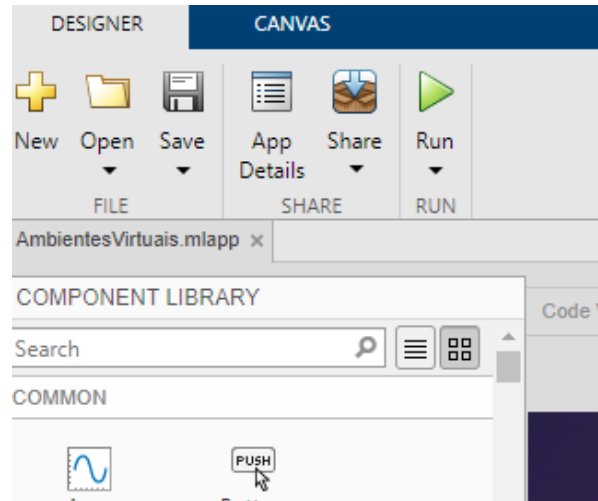 DESIGNER CANVAS
New Open Save App Details Share Run
FILE SHARE RUN
AmbientesVirtuais.mlapp ×
COMPONENT LIBRARY
Code
Search
COMMON
PUSH